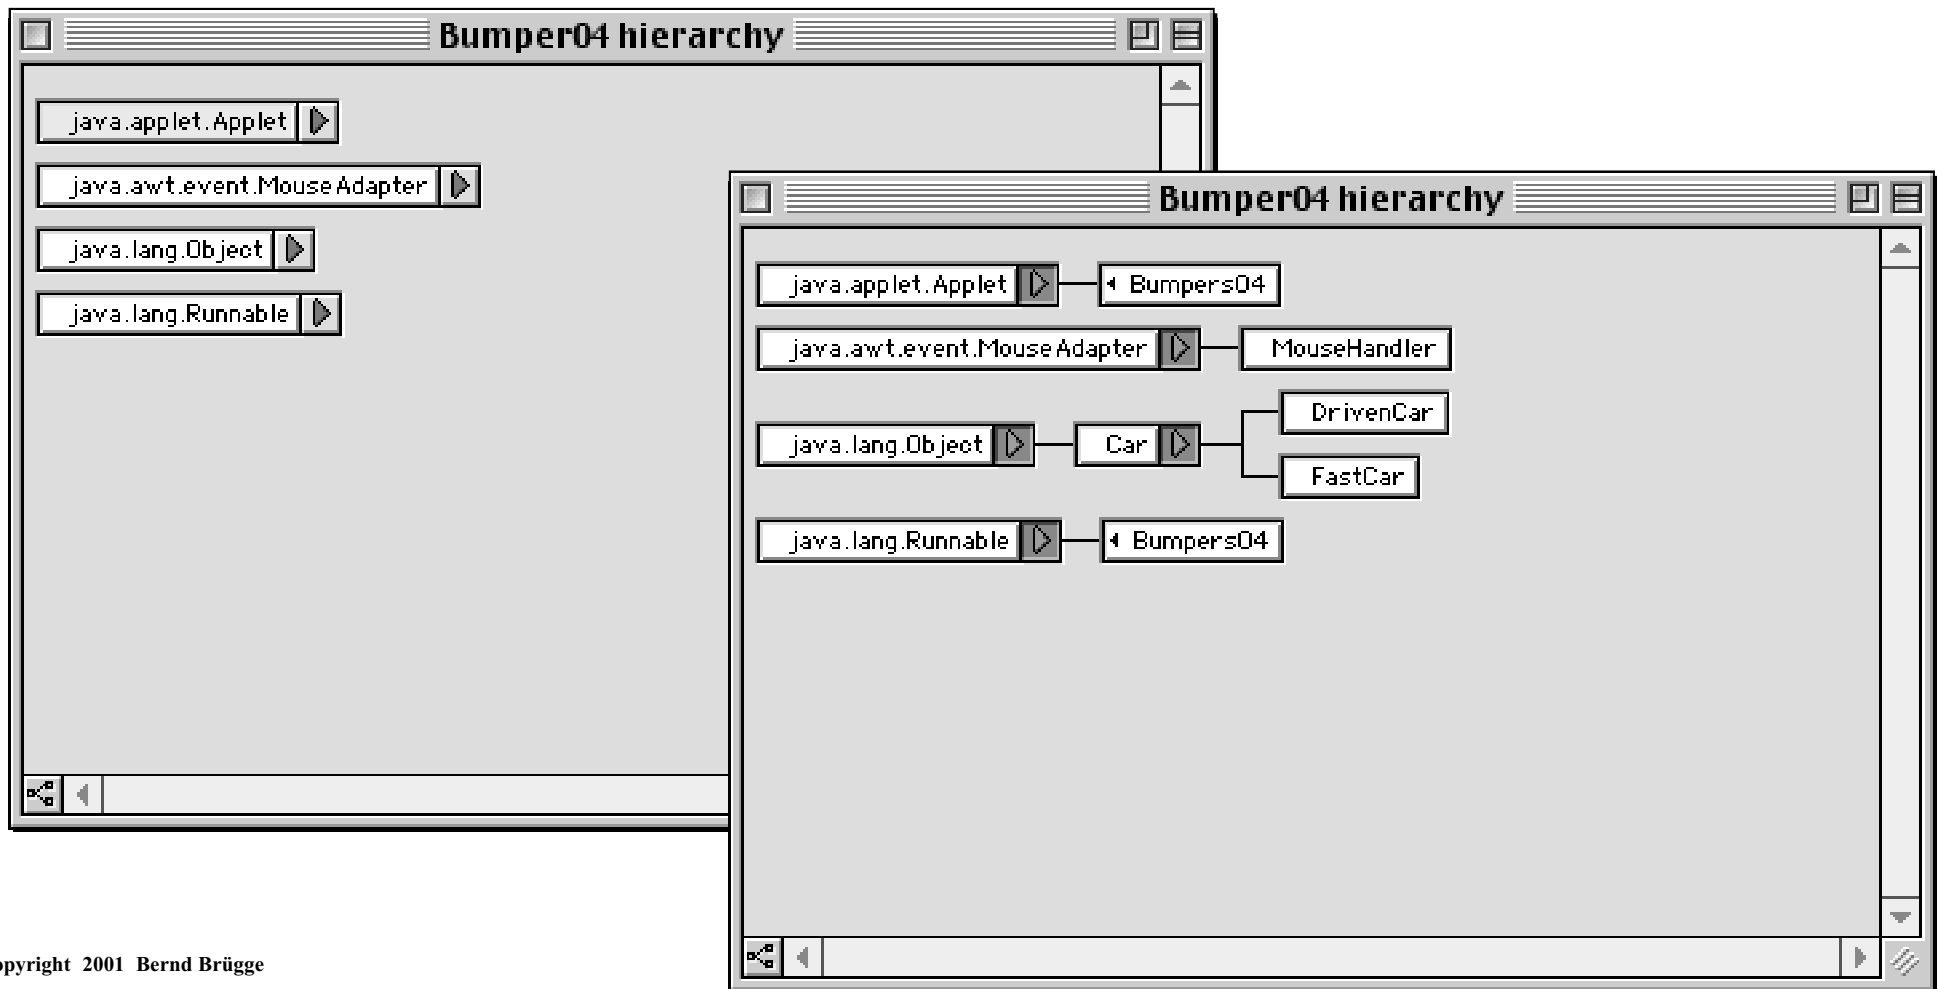 Bumper04 hierarchy
java.applet.Applet
java.awt.event.MouseAdapter
java.lang.Object
java.lang.Runnable
Bumper04 hierarchy
java.applet.Applet Bumpers04
java.awt.event.MouseAdapter MouseHandler
DrivenCar
java.lang.Object Car
FastCar
java.lang.Runnable Bumpers04
opyright 2001 Bernd Brügge